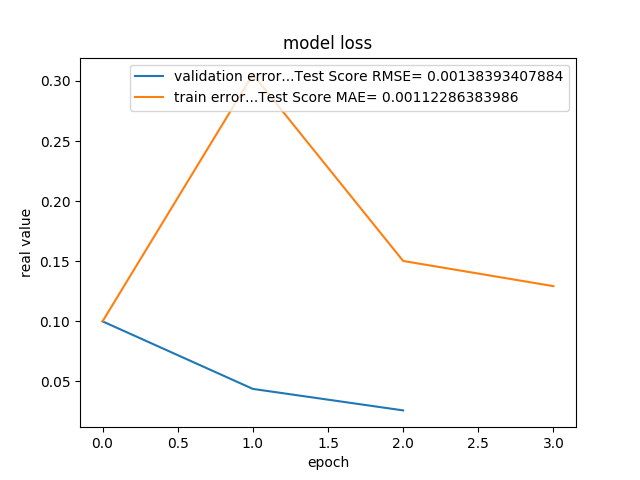 model loss
validation error...Test Score RMSE= 0.00138393407884
train error...Test Score MAE= 0.00112286383986
real value
0.30
0.25
0.20
0.15
0.10
0.05
0.0 0.5 1.0 1.5 2.0 2.5 3.0
epoch